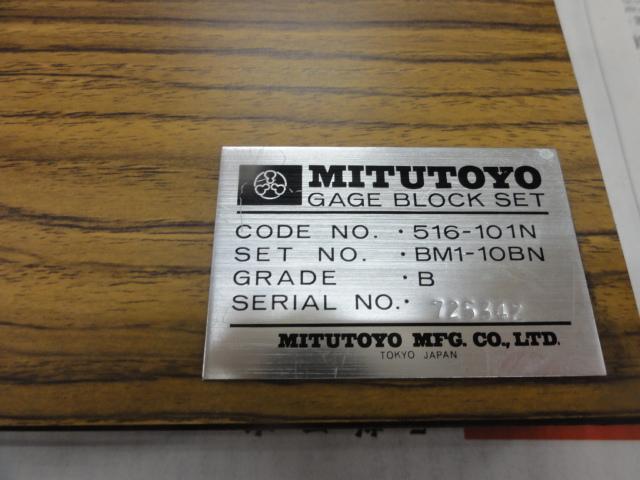 MITUTOYO
GAGE BLOCK SET
CODE NO. · 516-101N
SET NO. · BM1-10BN
GRADE · B
SERIAL NO. · 725342
MITUTOYO MFG. CO., LTD.
TOKYO JAPAN